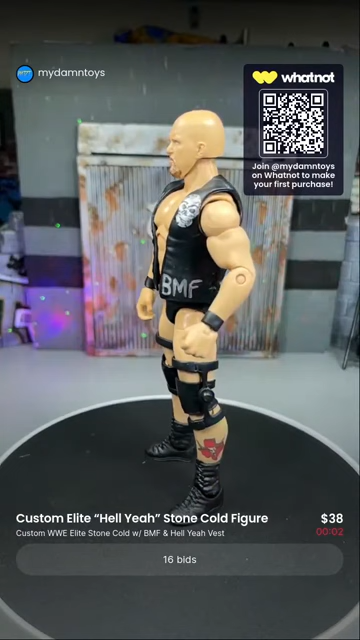 mydamntoys
whatnot
Join @mydamntoys
on Whatnot to make
your first purchase!
BMF
Custom Elite “Hell Yeah” Stone Cold Figure
$38
Custom WWE Elite Stone Cold w/ BMF & Hell Yeah Vest
00:02
16 bids